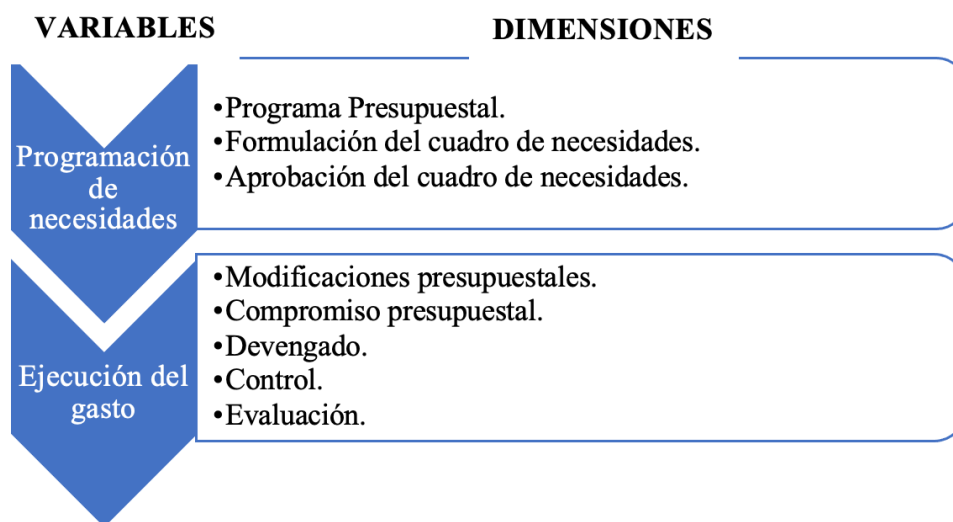 VARIABLES
DIMENSIONES
Programación
de
necesidades
•Programa Presupuestal.
•Formulación del cuadro de necesidades.
•Aprobación del cuadro de necesidades.
Ejecución del
gasto
•Modificaciones presupuestales.
•Compromiso presupuestal.
•Devengado.
•Control.
•Evaluación.